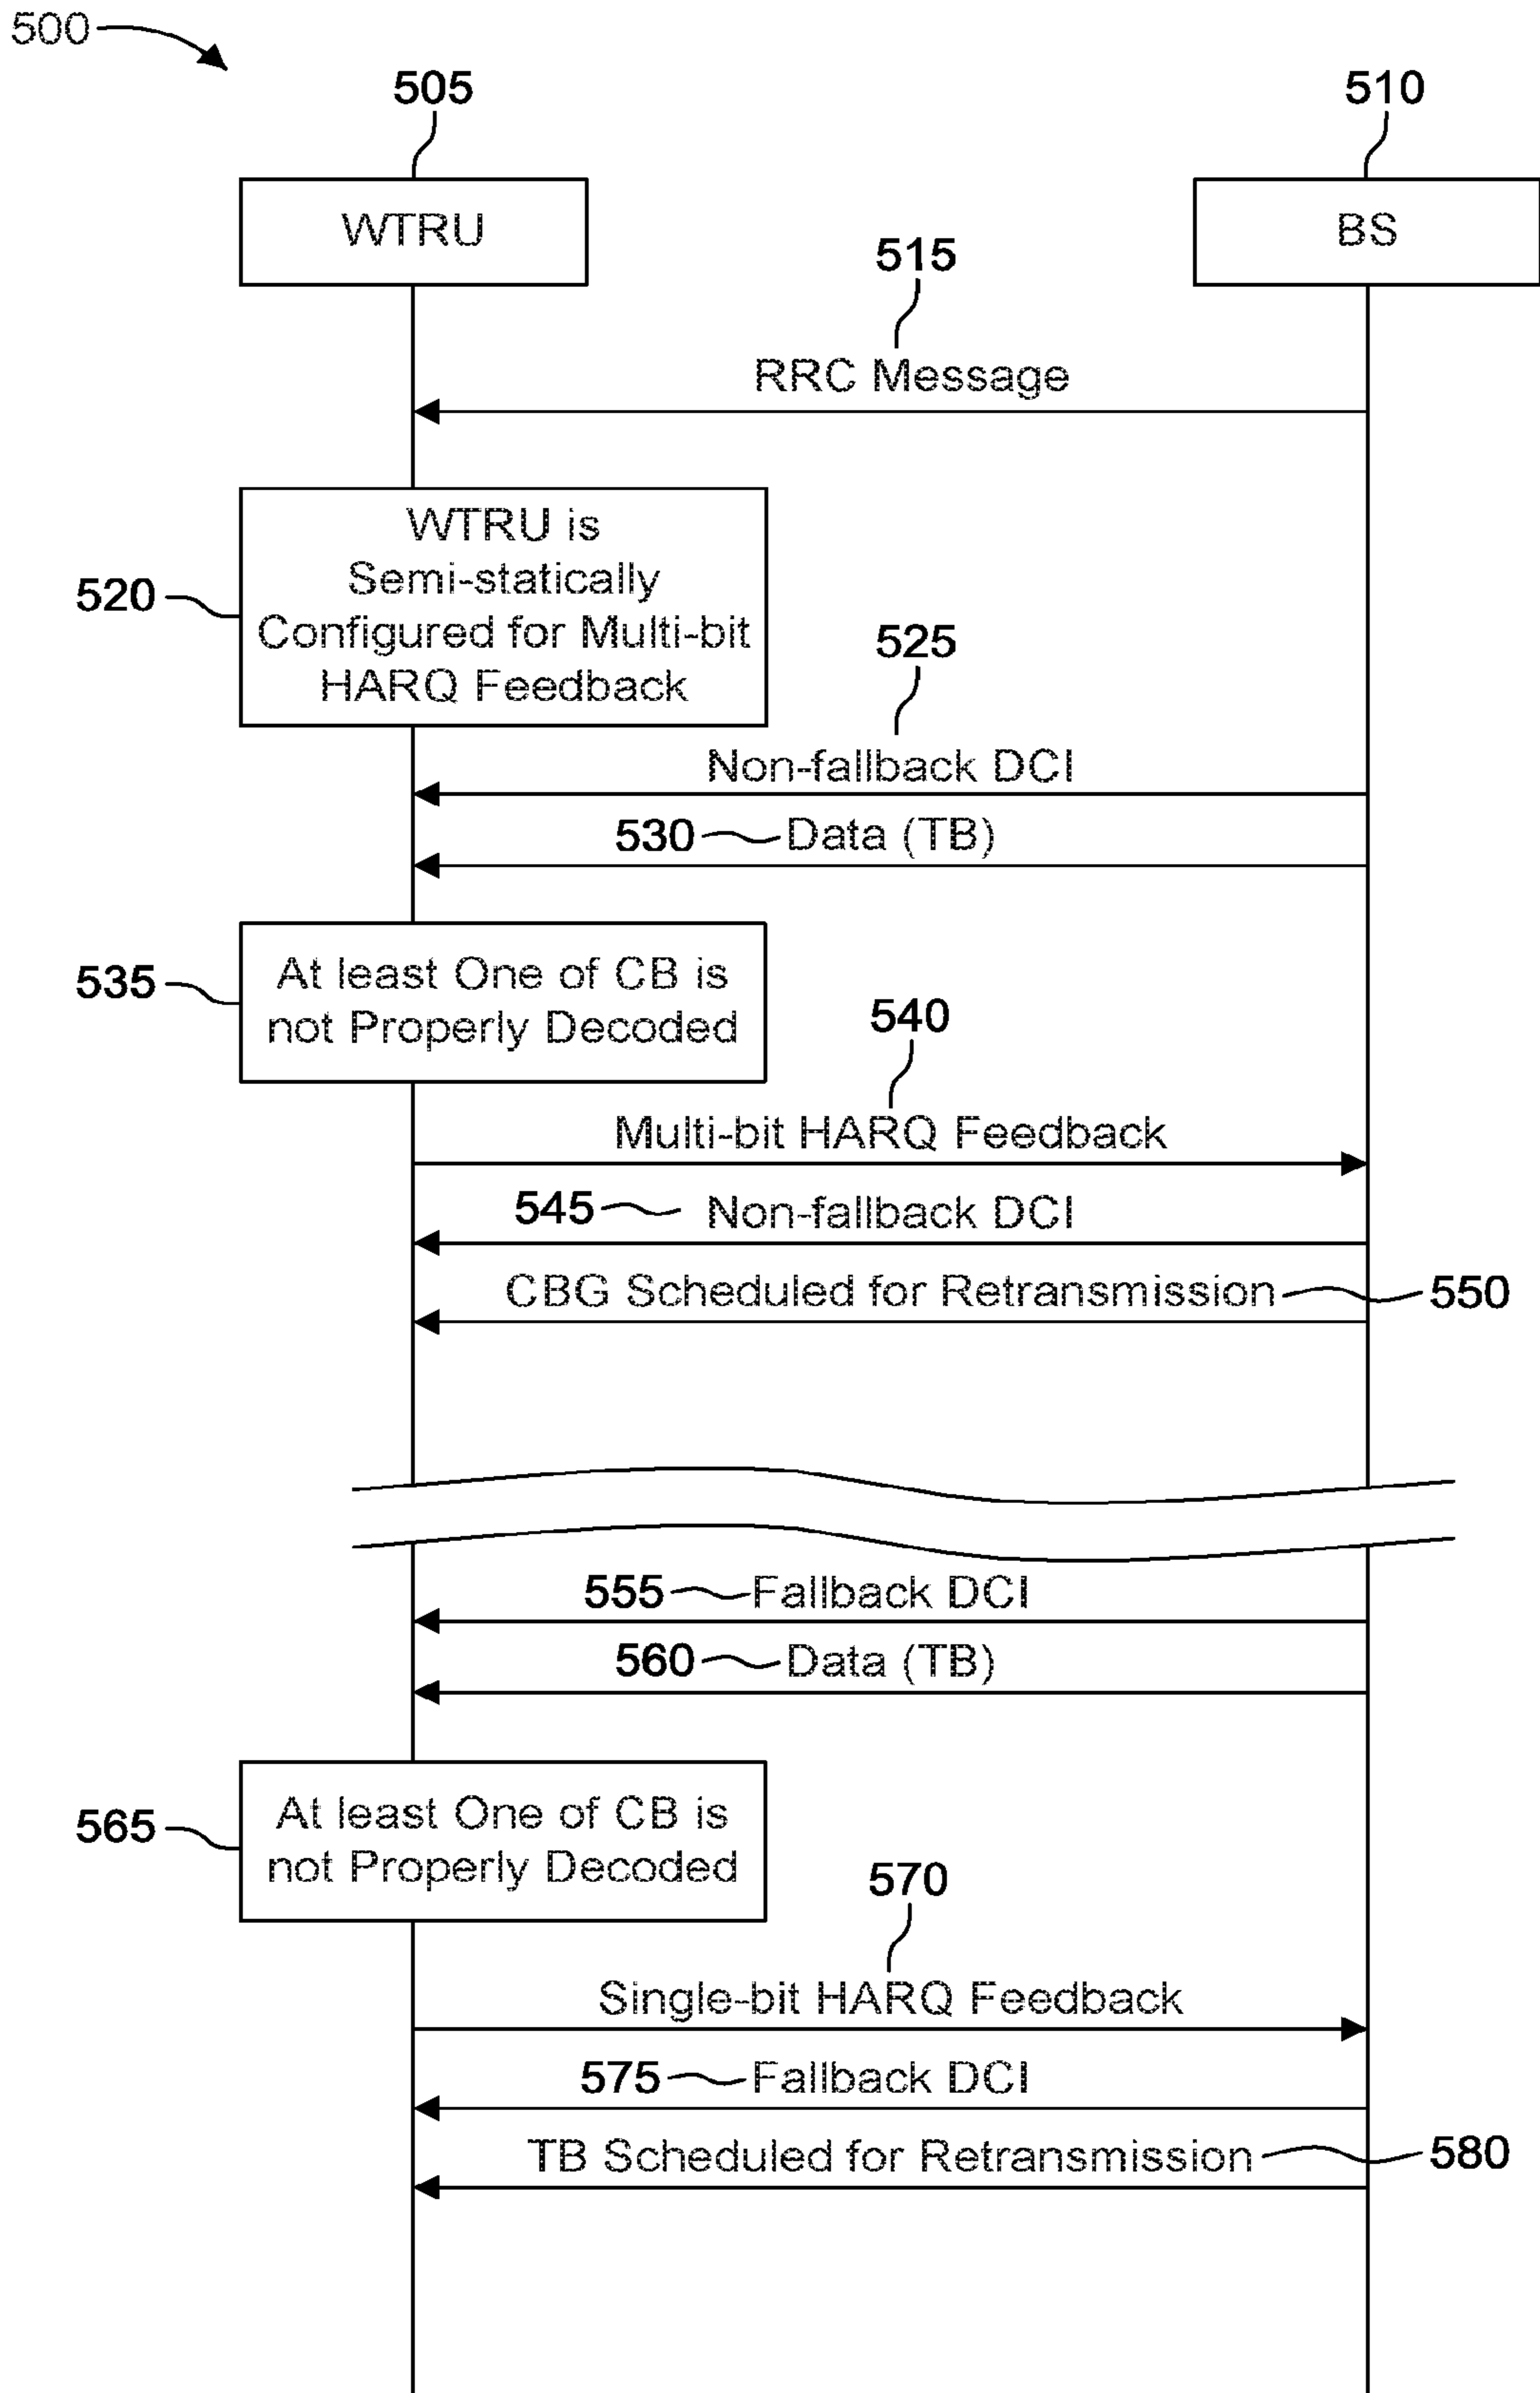 500
505
510
WTRU
BS
515
RRC Message
WTRU is
Semi-statically
Configured for Multi-bit
HARQ Feedback
520
525
Non-fallback DCI
530
Data (TB)
At least One of CB is
not Properly Decoded
535
540
Multi-bit HARQ Feedback
545
Non-fallback DCI
CBG Scheduled for Retransmission
550
555
Fallback DCI
560
Data (TB)
At least One of CB is
not Properly Decoded
565
570
Single-bit HARQ Feedback
575
Fallback DCI
TB Scheduled for Retransmission
580